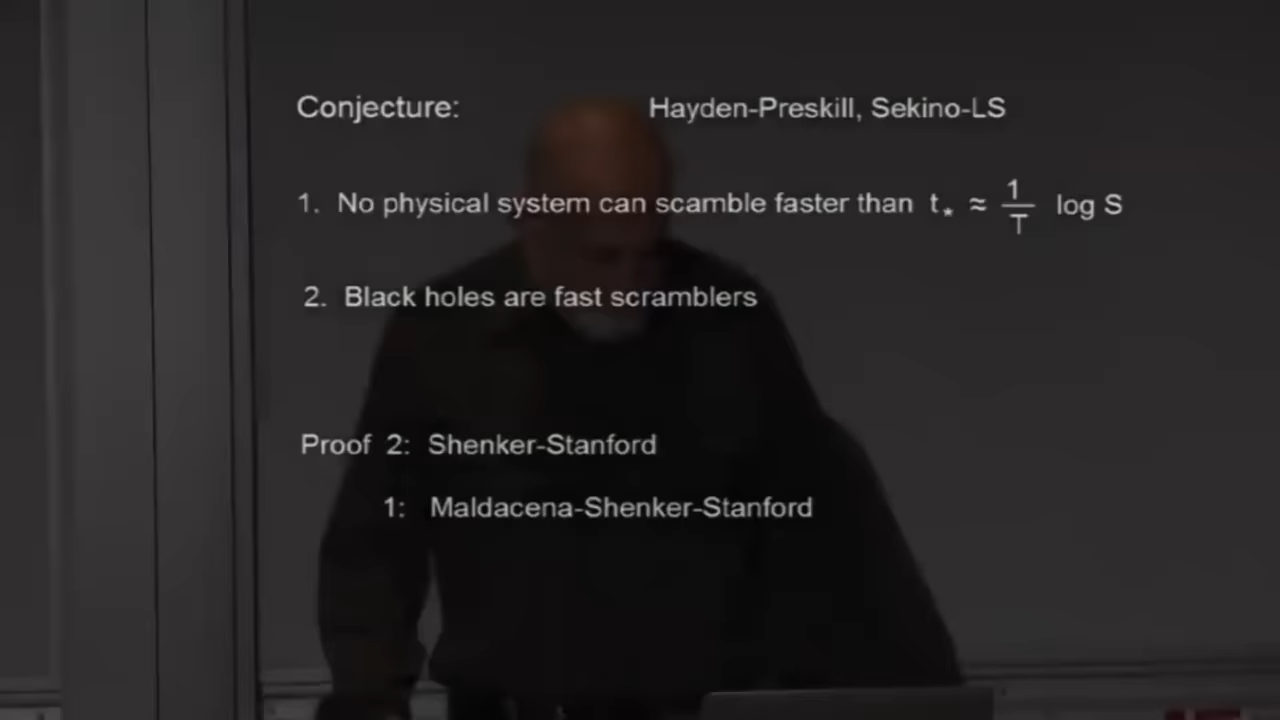 Conjecture: Hayden-Preskill, Sekino-LS
1. No physical system can scamble faster than t* ≈ 1/T log S
2. Black holes are fast scramblers
Proof 2: Shenker-Stanford
1: Maldacena-Shenker-Stanford